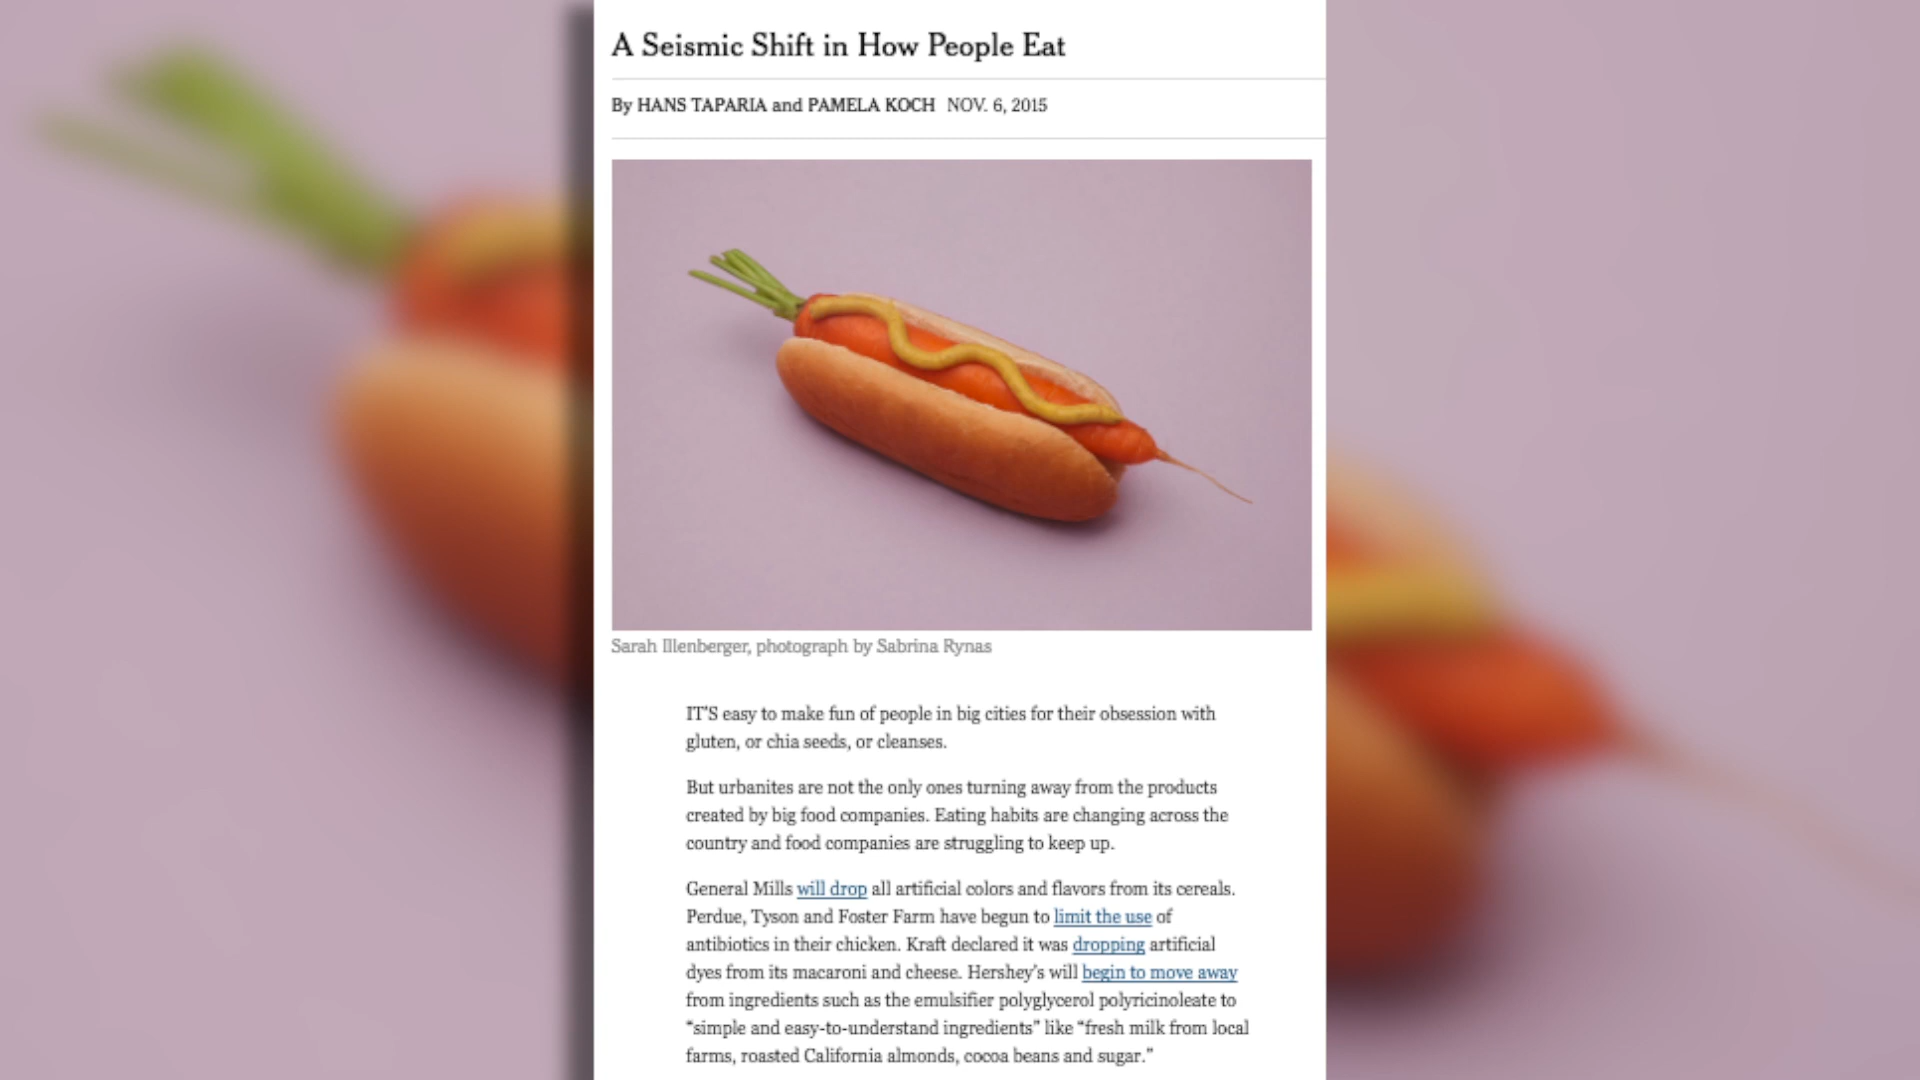 A Seismic Shift in How People Eat
By HANS TAPARIA and PAMELA KOCH NOV. 6, 2015
Sarah Illenberger, photograph by Sabrina Rynas
IT'S easy to make fun of people in big cities for their obsession with
gluten, or chia seeds, or cleanses.
But urbanites are not the only ones turning away from the products
created by big food companies. Eating habits are changing across the
country and food companies are struggling to keep up.
General Mills will drop all artificial colors and flavors from its cereals.
Perdue, Tyson and Foster Farm have begun to limit the use of
antibiotics in their chicken. Kraft declared it was dropping artificial
dyes from its macaroni and cheese. Hershey's will begin to move away
from ingredients such as the emulsifier polyglycerol polyricinoleate to
“simple and easy-to-understand ingredients” like “fresh milk from local
farms, roasted California almonds, cocoa beans and sugar.”